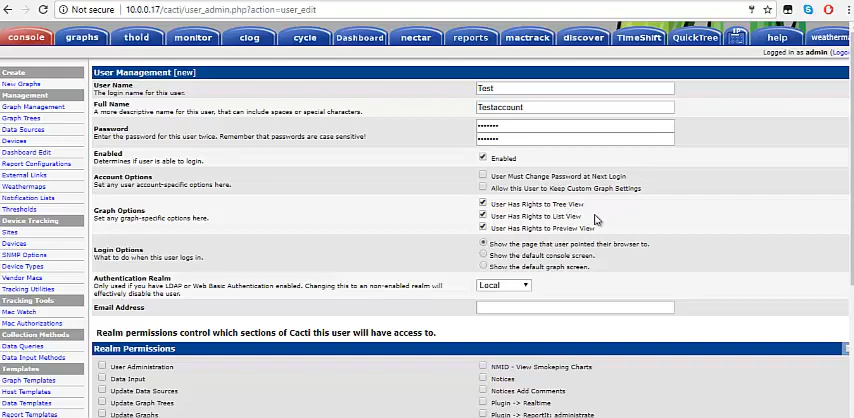 Not secure 10.0.0.17/cacti/user_admin.php?action=user_edit
console graphs thold monitor clog cycle Dashboard nectar reports mactrack discover TimeShift QuickTree IP help weatherma
Logged in as admin (Logo
Create
New Graphs
Management
Graph Management
Graph Trees
Data Sources
Devices
Dashboard Edit
Report Configurations
External Links
Weathermaps
Notification Lists
Thresholds
Device Tracking
Sites
Devices
SNMP Options
Device Types
Vendor Macs
Tracking Utilities
Tracking Tools
Mac Watch
Mac Authorizations
Collection Methods
Data Queries
Data Input Methods
Templates
Graph Templates
Host Templates
Data Templates
Report Templates
User Management [new]
User Name
The login name for this user.
Test
Full Name
A more descriptive name for this user, that can include spaces or special characters.
Testaccount
Password
Enter the password for this user twice. Remember that passwords are case sensitive!
•••••••
•••••••
Enabled
Determines if user is able to login.
Enabled
Account Options
Set any user account-specific options here.
User Must Change Password at Next Login
Allow this User to Keep Custom Graph Settings
Graph Options
Set any graph-specific options here.
User Has Rights to Tree View
User Has Rights to List View
User Has Rights to Preview View
Login Options
What to do when this user logs in.
Show the page that user pointed their browser to.
Show the default console screen.
Show the default graph screen.
Authentication Realm
Only used if you have LDAP or Web Basic Authentication enabled. Changing this to an non-enabled realm will
effectively disable the user.
Local
Email Address
Realm permissions control which sections of Cacti this user will have access to.
Realm Permissions
User Administration
Data Input
Update Data Sources
Update Graph Trees
Update Graphs
NMID - View Smokeping Charts
Notices
Notices Add Comments
Plugin -> Realtime
Plugin -> ReportIt: administrate